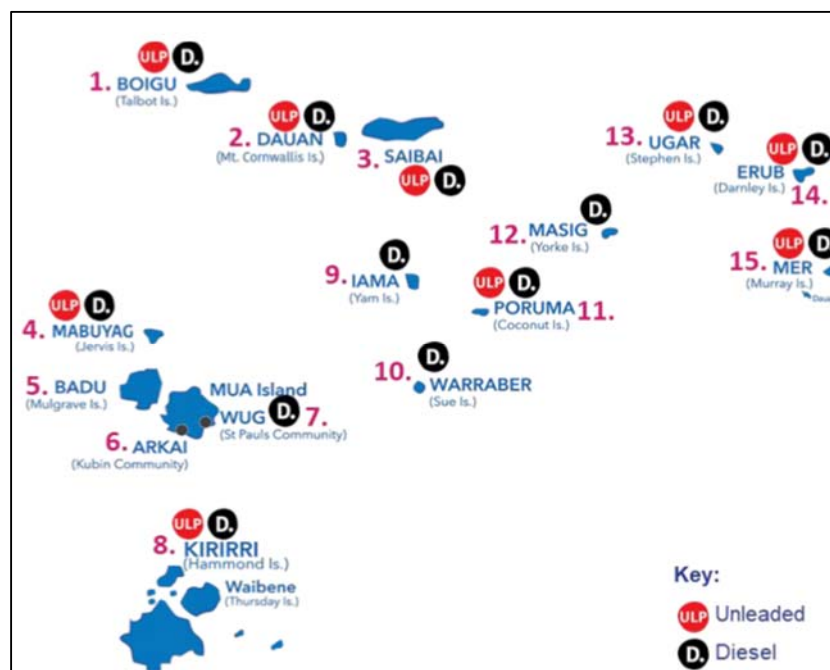 ULP D.
1. BOIGU
(Talbot Is.)
ULP D.
2. DAUAN
(Mt. Cornwallis Is.)
3. SAIBAI
ULP D.
ULP D.
13. UGAR
(Stephen Is.)
ULP D.
ERUB
(Darnley Is.)
14.
D.
12. MASIG
(Yorke Is.)
ULP D.
15. MER
(Murray Is.)
D.
9. IAMA
(Yam Is.)
ULP D.
PORUMA 11.
(Coconut Is.)
ULP D.
4. MABUYAG
(Jervis Is.)
D.
10. WARRABER
(Sue Is.)
5. BADU
(Mulgrave Is.)
MUA Island
WUG D. 7.
(St Pauls Community)
6. ARKAI
(Kubin Community)
ULP D.
8. KIRIRRI
(Hammond Is.)
Waibene
(Thursday Is.)
Key:
ULP Unleaded
D. Diesel